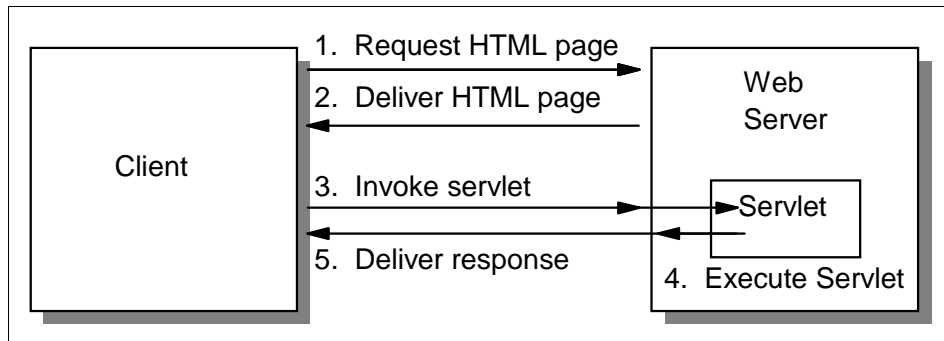 1. Request HTML page
2. Deliver HTML page
Web
Server
Client
3. Invoke servlet
Servlet
5. Deliver response
4. Execute Servlet